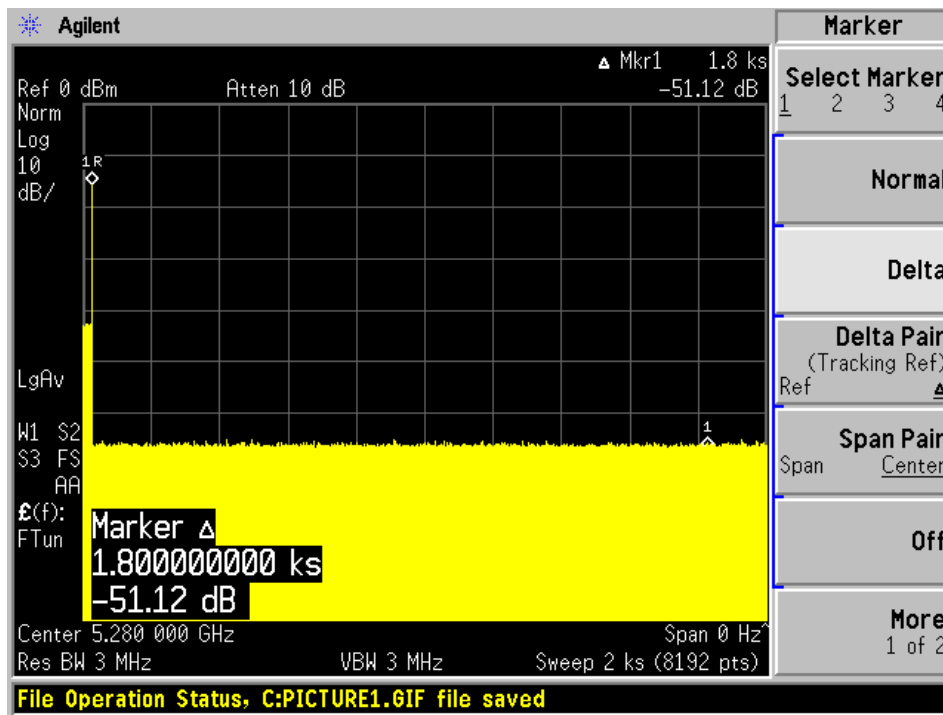 Agilent
Marker
Δ Mkr1 1.8 ks
Ref 0 dBm Atten 10 dB -51.12 dB
Norm
Log
10
dB/
1R
1
LgAv
W1 S2
S3 FS
AA
£(f):
FTun
Marker Δ
1.800000000 ks
-51.12 dB
Center 5.280 000 GHz Span 0 Hz^
Res BW 3 MHz VBW 3 MHz Sweep 2 ks (8192 pts)
Select Marker
1 2 3 4
Normal
Delta
Delta Pair
(Tracking Ref)
Ref Δ
Span Pair
Span Center
Off
More
1 of 2
File Operation Status, C:PICTURE1.GIF file saved